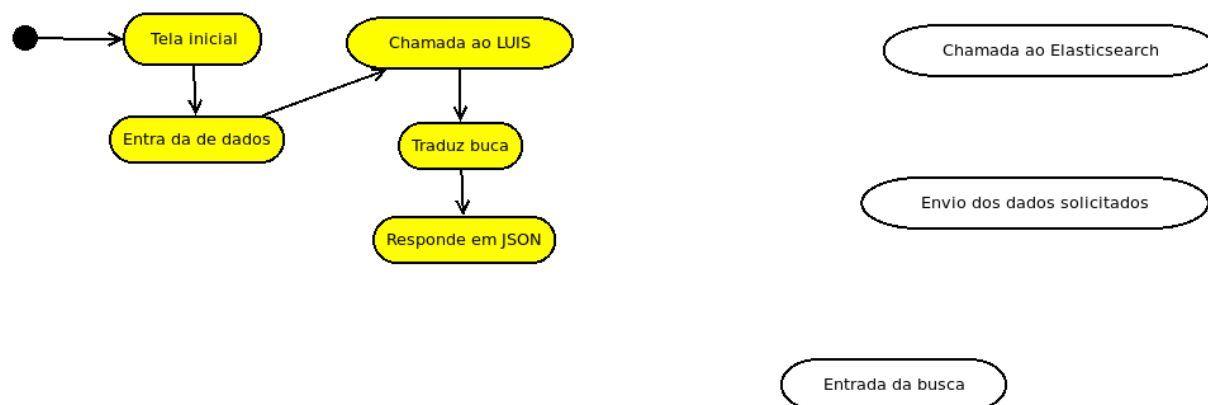 Tela inicial
Chamada ao LUIS
Chamada ao Elasticsearch
Entra da de dados
Traduz buca
Envio dos dados solicitados
Responde em JSON
Entrada da busca